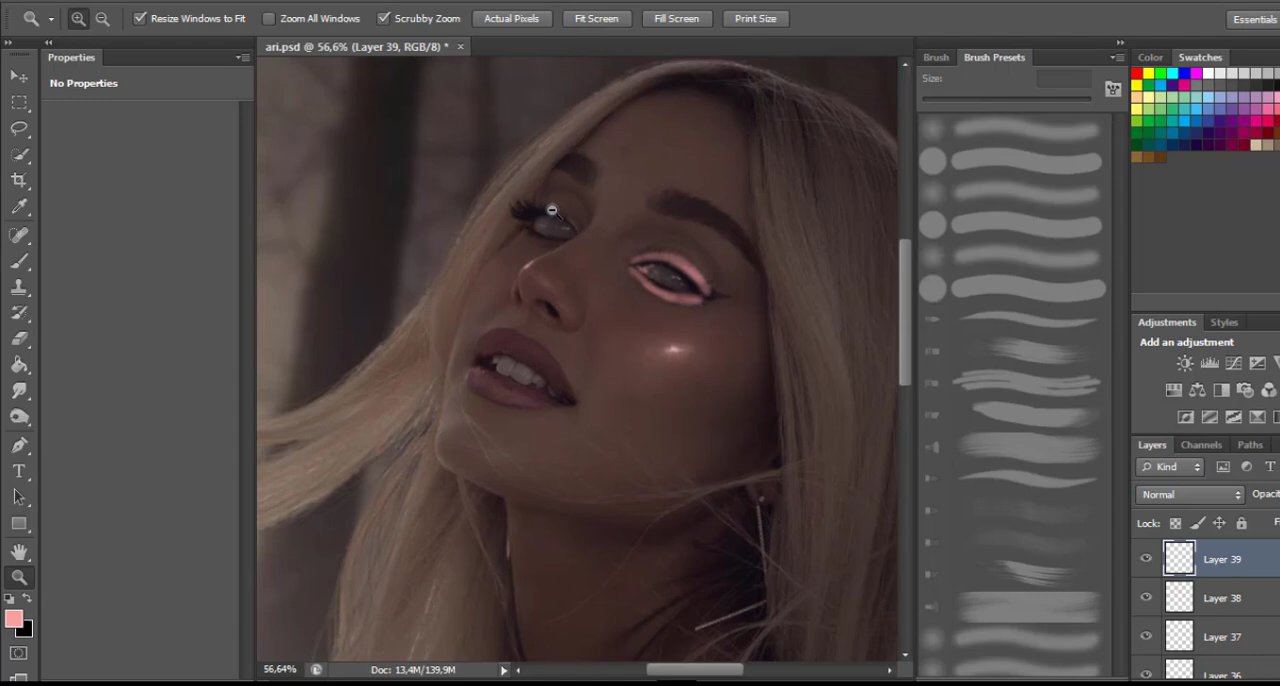 Resize Windows to Fit Zoom All Windows Scrubby Zoom Actual Pixels Fit Screen Fill Screen Print Size Essentials
Properties
No Properties
ari.psd @ 56,6% (Layer 39, RGB/8) * ×
56,64% Doc: 13,4M/139,9M
Brush Brush Presets
Size:
Color Swatches
Adjustments Styles
Add an adjustment
Layers Channels Paths
Kind T
Normal Opaci
Lock: F
Layer 39
Layer 38
Layer 37
Layer 36